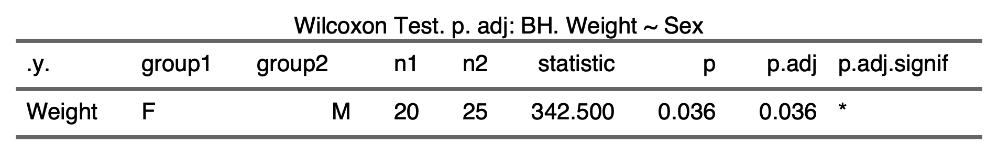 Wilcoxon Test. p. adj: BH. Weight ~ Sex
.y. group1 group2 n1 n2 statistic p p.adj p.adj.signif
Weight F M 20 25 342.500 0.036 0.036 *